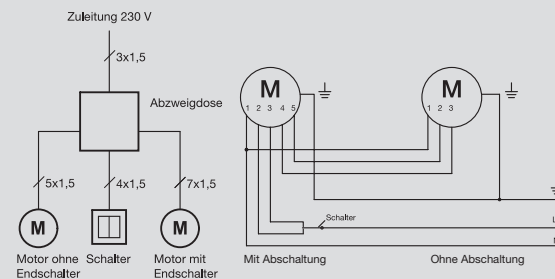 Zuleitung 230 V
3x1,5
Abzweigdose
5x1,5
4x1,5
7x1,5
M
M
Motor ohne
Endschalter
Schalter
Motor mit
Endschalter
M
1 2 3 4 5
M
1 2 3
Schalter
L
Mit Abschaltung
Ohne Abschaltung